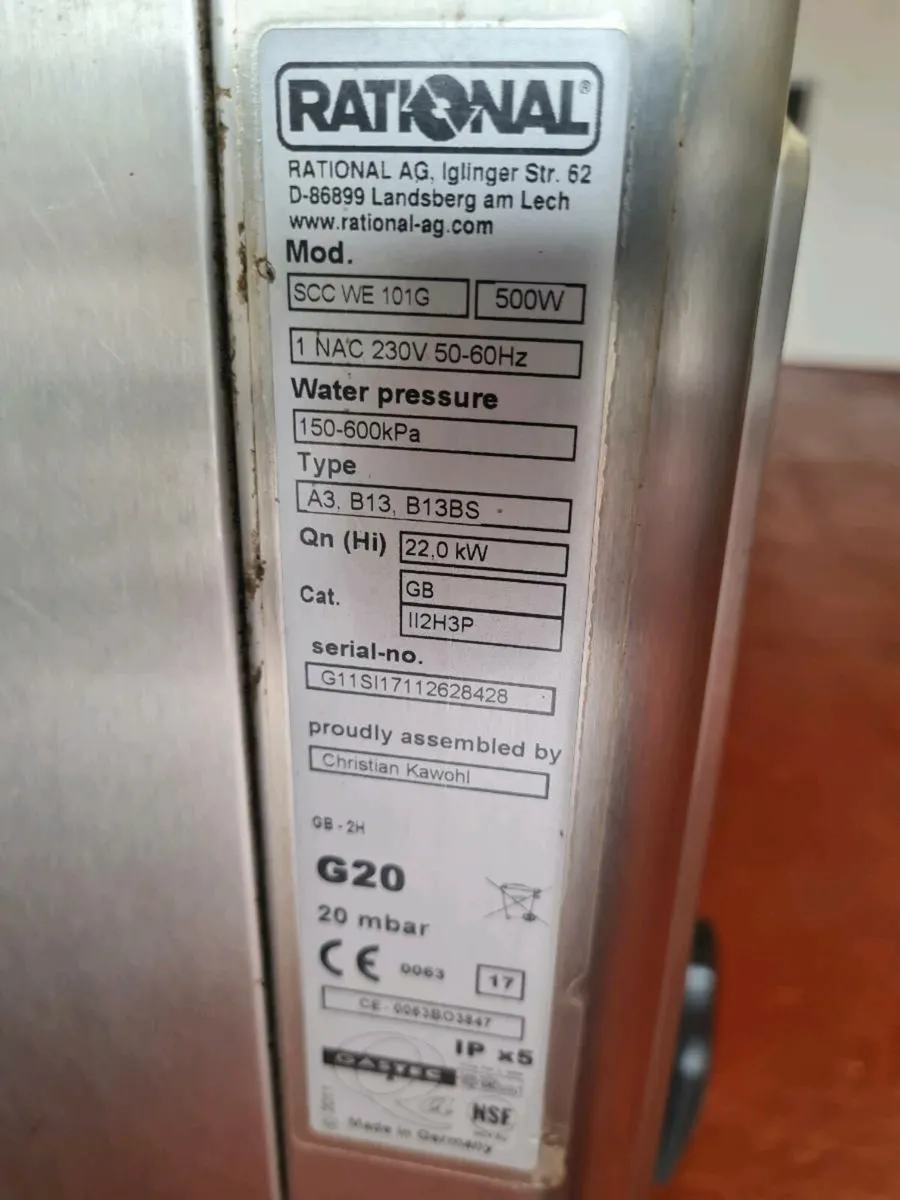 RATIONAL®
RATIONAL AG, Iglinger Str. 62
D-86899 Landsberg am Lech
www.rational-ag.com
Mod.
SCC WE 101G 500W
1 NAC 230V 50-60Hz
Water pressure
150-600kPa
Type
A3, B13, B13BS
Qn (Hi) 22,0 kW
Cat. GB
II2H3P
serial-no.
G11SI17112628428
proudly assembled by
Christian Kawohl
GB - 2H
G20
20 mbar
CE 0063 17
CE - 0063BO3847
IP x5
GASTEC
NSF
© 2011
Made in Germany